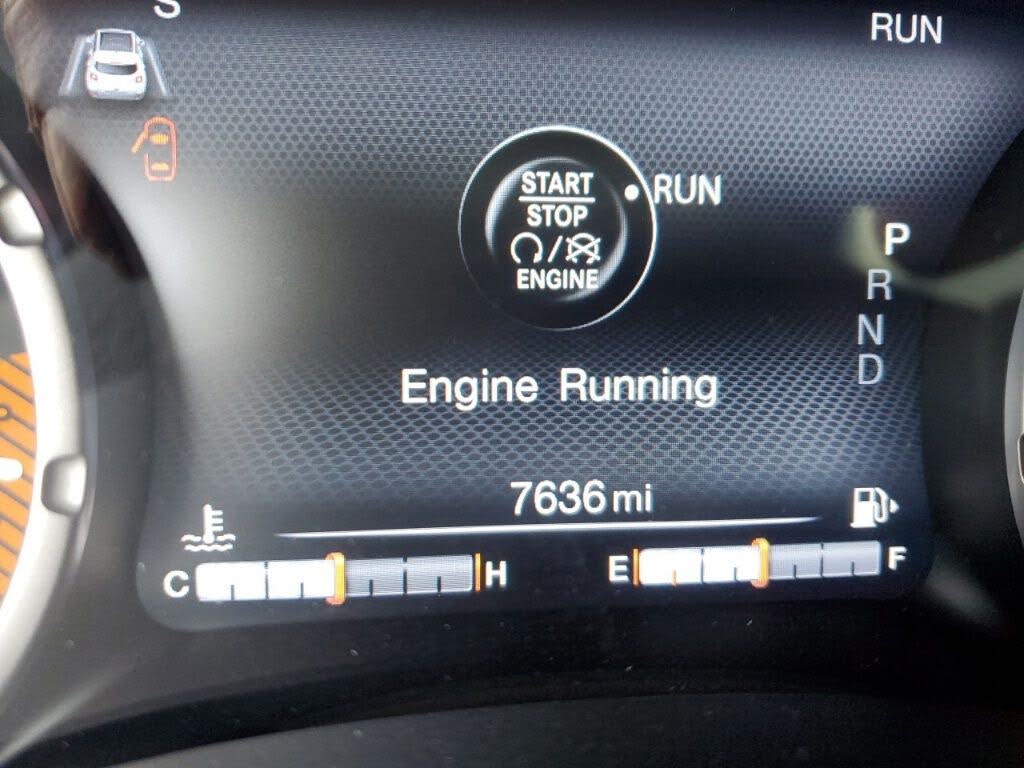 S
RUN
START
STOP
ENGINE
RUN
P
R
N
D
Engine Running
7636 mi
C H
E F